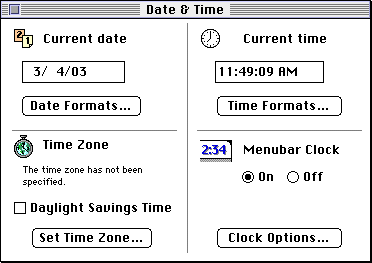 Date & Time
Current date
3/ 4/03
Date Formats...
Current time
11:49:09 AM
Time Formats...
Time Zone
The time zone has not been
specified.
Daylight Savings Time
Set Time Zone...
2:34
Menubar Clock
On Off
Clock Options...